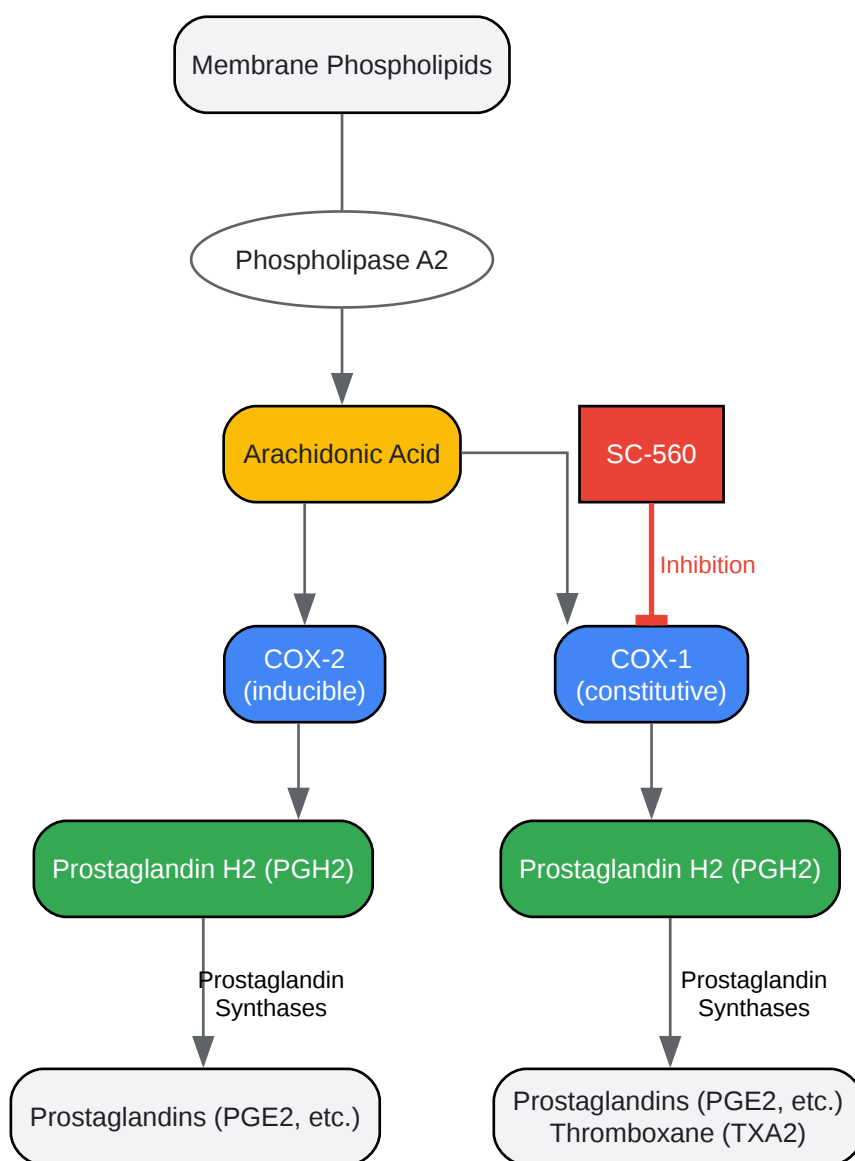 Membrane Phospholipids
Phospholipase A2
Arachidonic Acid
SC-560
Inhibition
COX-2
(inducible)
COX-1
(constitutive)
Prostaglandin H2 (PGH2)
Prostaglandin H2 (PGH2)
Prostaglandin
Synthases
Prostaglandin
Synthases
Prostaglandins (PGE2, etc.)
Prostaglandins (PGE2, etc.)
Thromboxane (TXA2)